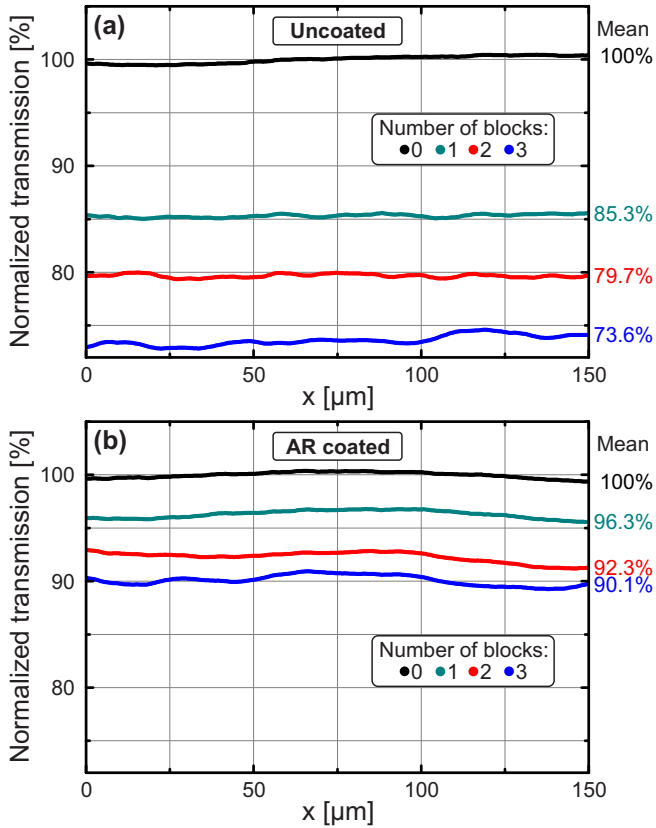 (a)
Uncoated
Mean
100%
Normalized transmission [%]
100
90
80
Number of blocks:
0 1 2 3
85.3%
79.7%
73.6%
0 50 100 150
x [µm]
(b)
AR coated
Mean
100%
Normalized transmission [%]
100
90
80
96.3%
92.3%
90.1%
Number of blocks:
0 1 2 3
0 50 100 150
x [µm]